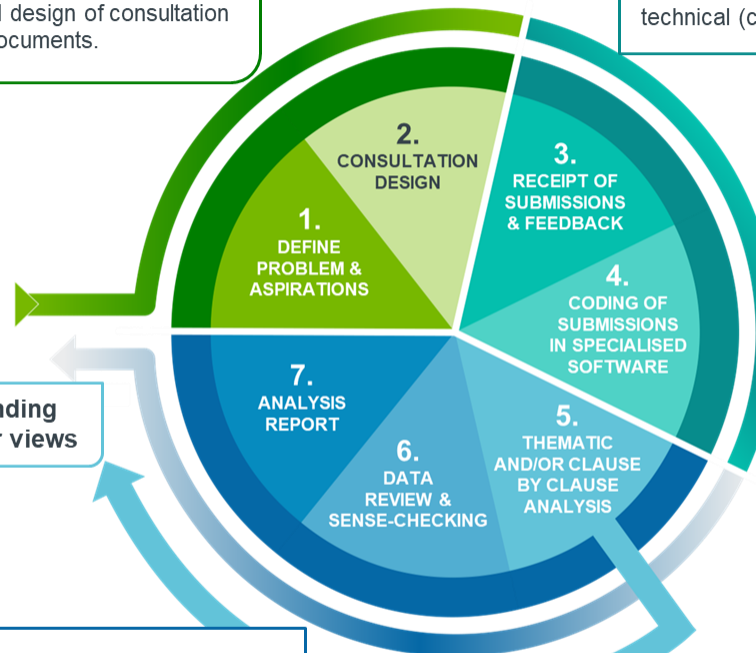 design of consultation
technical (c
2.
CONSULTATION
DESIGN
3.
RECEIPT OF
SUBMISSIONS
& FEEDBACK
1.
DEFINE
PROBLEM &
ASPIRATIONS
4.
CODING OF
SUBMISSIONS
IN SPECIALISED
SOFTWARE
7.
ANALYSIS
REPORT
views
5.
THEMATIC
AND/OR CLAUSE
BY CLAUSE
ANALYSIS
6.
DATA
REVIEW &
SENSE-CHECKING